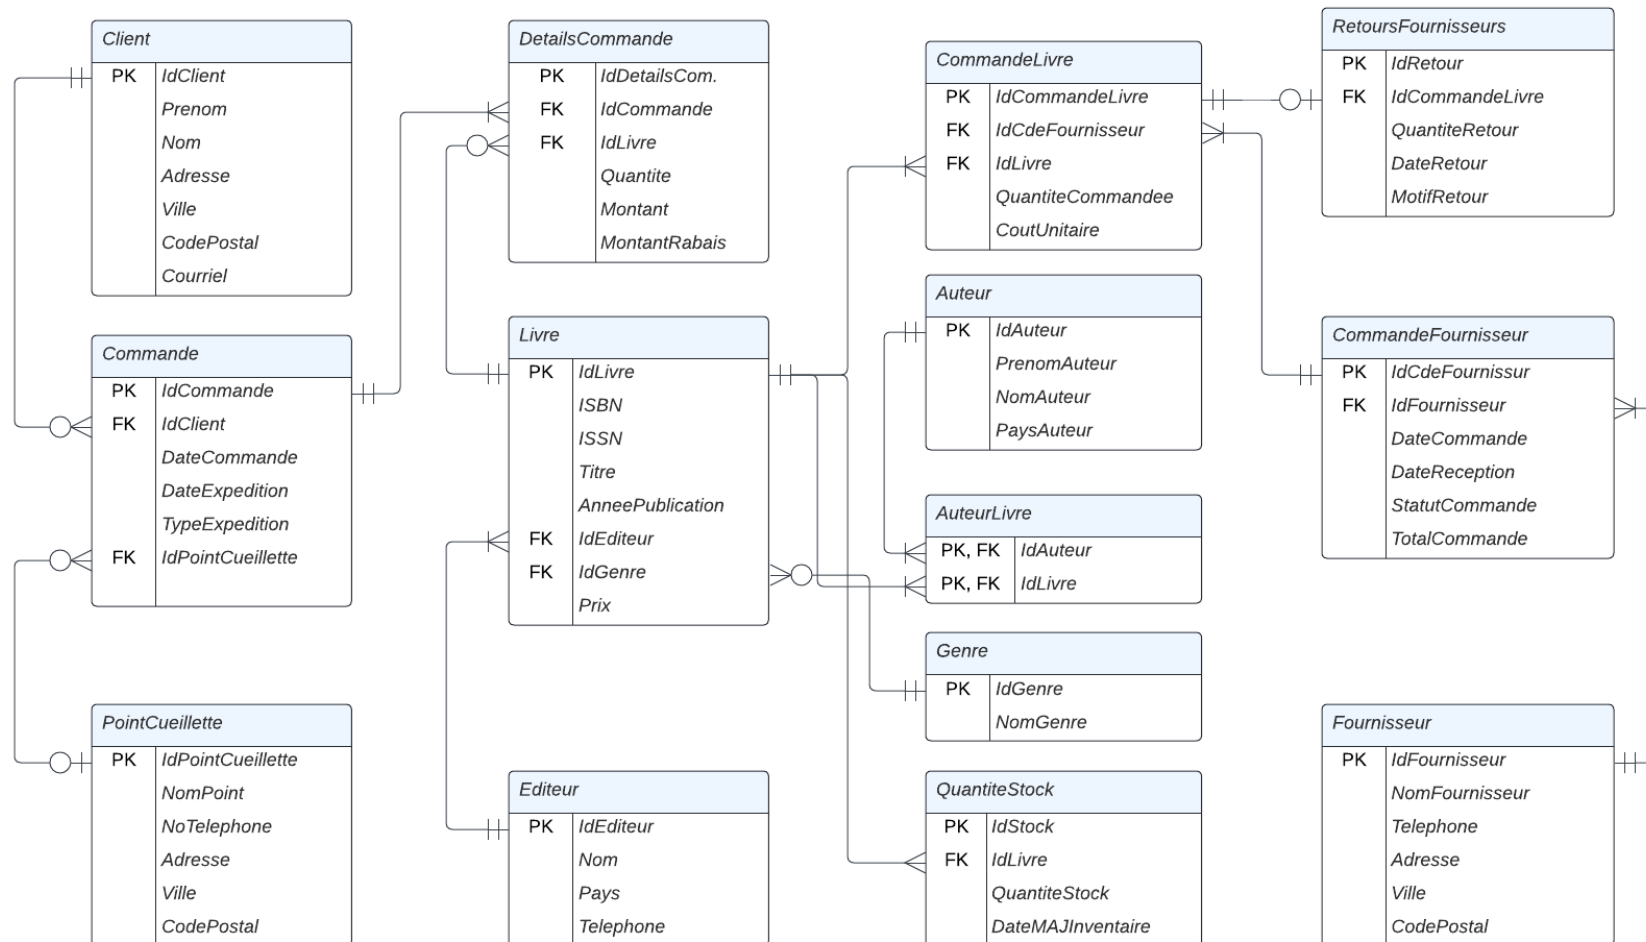 Client
PK IdClient
Prenom
Nom
Adresse
Ville
CodePostal
Courriel
Commande
PK IdCommande
FK IdClient
DateCommande
DateExpedition
TypeExpedition
FK IdPointCueillette
PointCueillette
PK IdPointCueillette
NomPoint
NoTelephone
Adresse
Ville
CodePostal
DetailsCommande
PK IdDetailsCom.
FK IdCommande
FK IdLivre
Quantite
Montant
MontantRabais
Livre
PK IdLivre
ISBN
ISSN
Titre
AnneePublication
FK IdEditeur
FK IdGenre
Prix
Editeur
PK IdEditeur
Nom
Pays
Telephone
CommandeLivre
PK IdCommandeLivre
FK IdCdeFournisseur
FK IdLivre
QuantiteCommandee
CoutUnitaire
Auteur
PK IdAuteur
PrenomAuteur
NomAuteur
PaysAuteur
AuteurLivre
PK, FK IdAuteur
PK, FK IdLivre
Genre
PK IdGenre
NomGenre
QuantiteStock
PK IdStock
FK IdLivre
QuantiteStock
DateMAJInventaire
RetoursFournisseurs
PK IdRetour
FK IdCommandeLivre
QuantiteRetour
DateRetour
MotifRetour
CommandeFournisseur
PK IdCdeFournissur
FK IdFournisseur
DateCommande
DateReception
StatutCommande
TotalCommande
Fournisseur
PK IdFournisseur
NomFournisseur
Telephone
Adresse
Ville
CodePostal